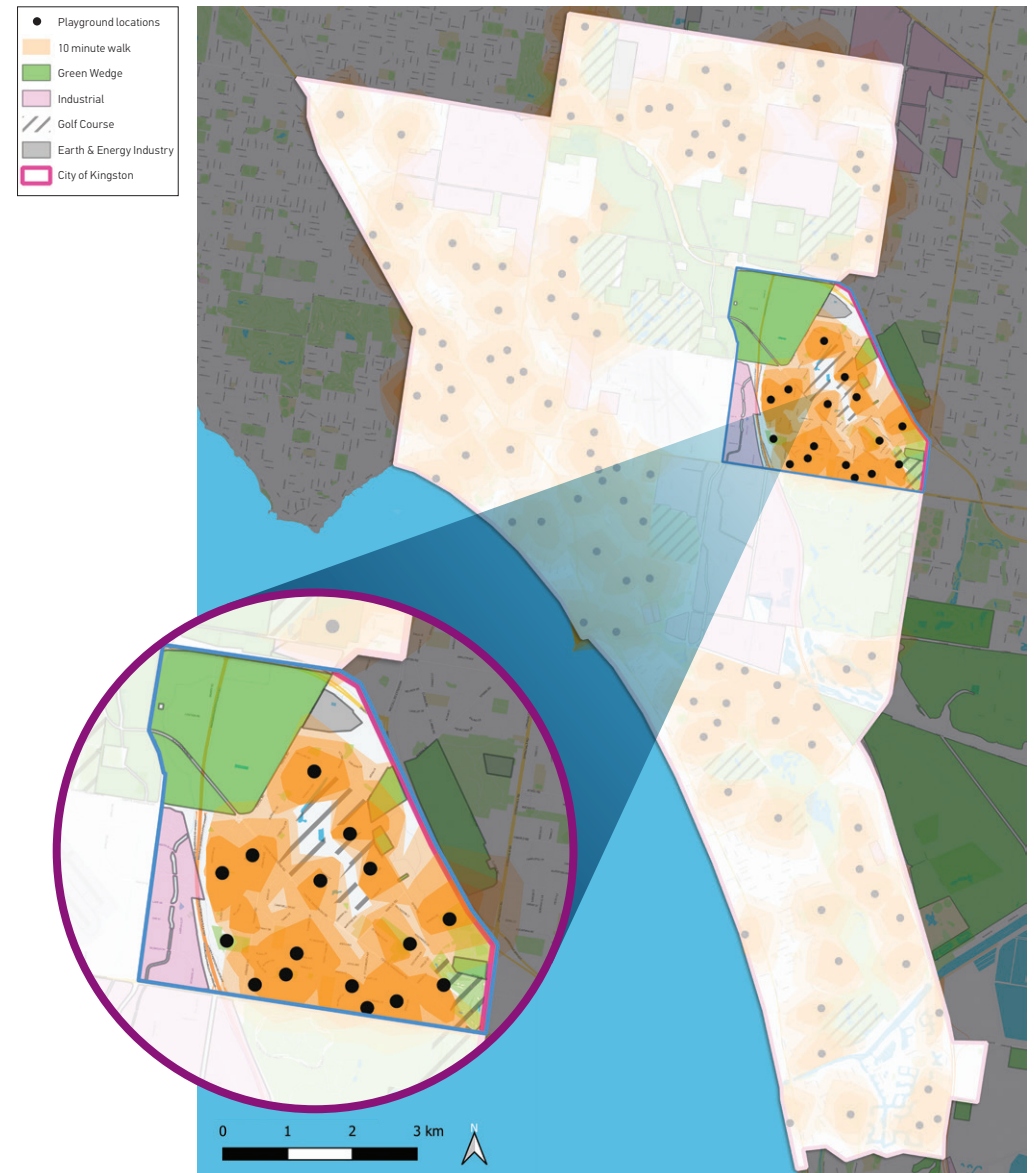 Playground locations
10 minute walk
Green Wedge
Industrial
Golf Course
Earth & Energy Industry
City of Kingston
0 1 2 3 km
N